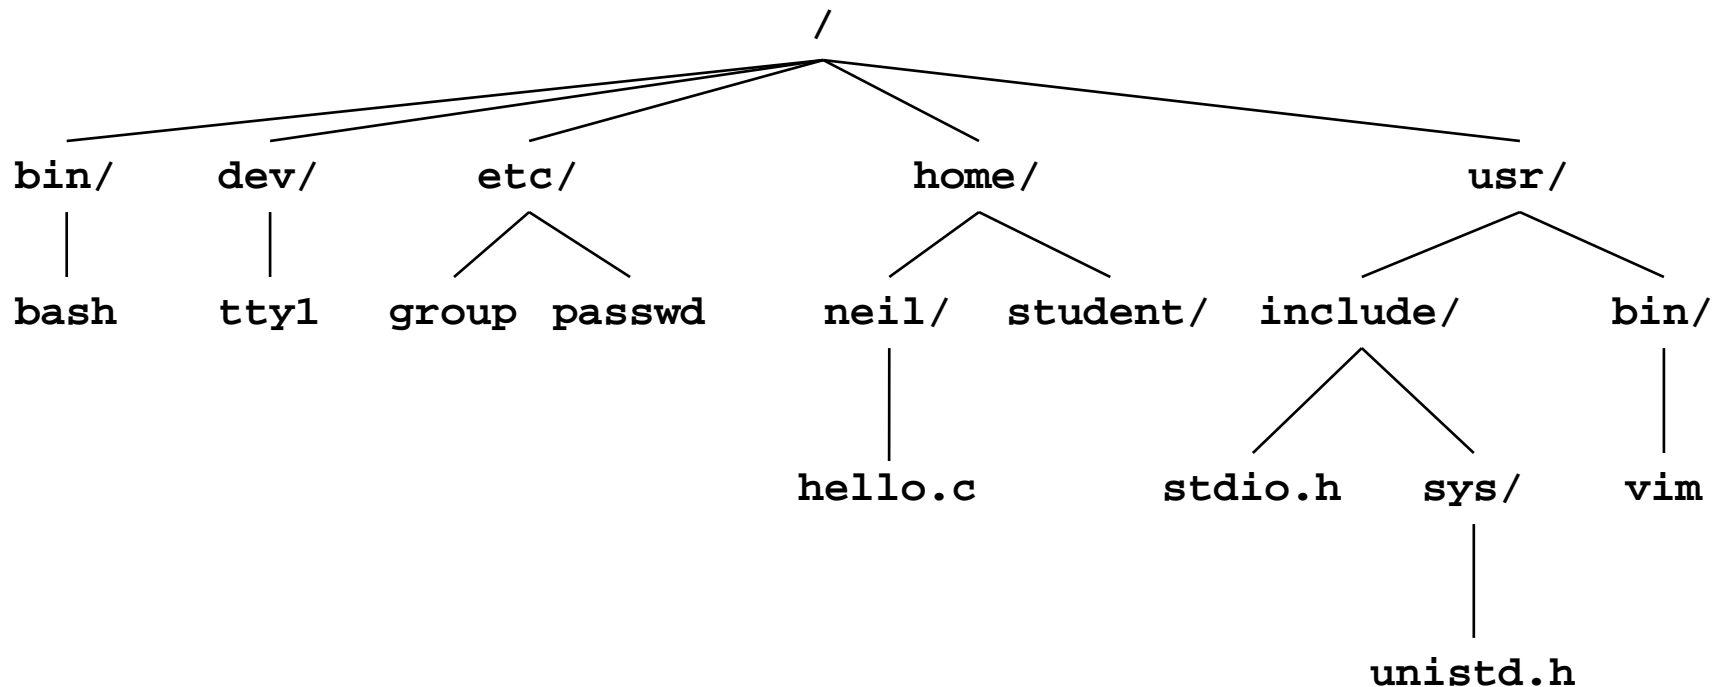 /
bin/ dev/ etc/ home/ usr/
bash tty1 group passwd neil/ student/ include/ bin/
hello.c stdio.h sys/ vim
unistd.h